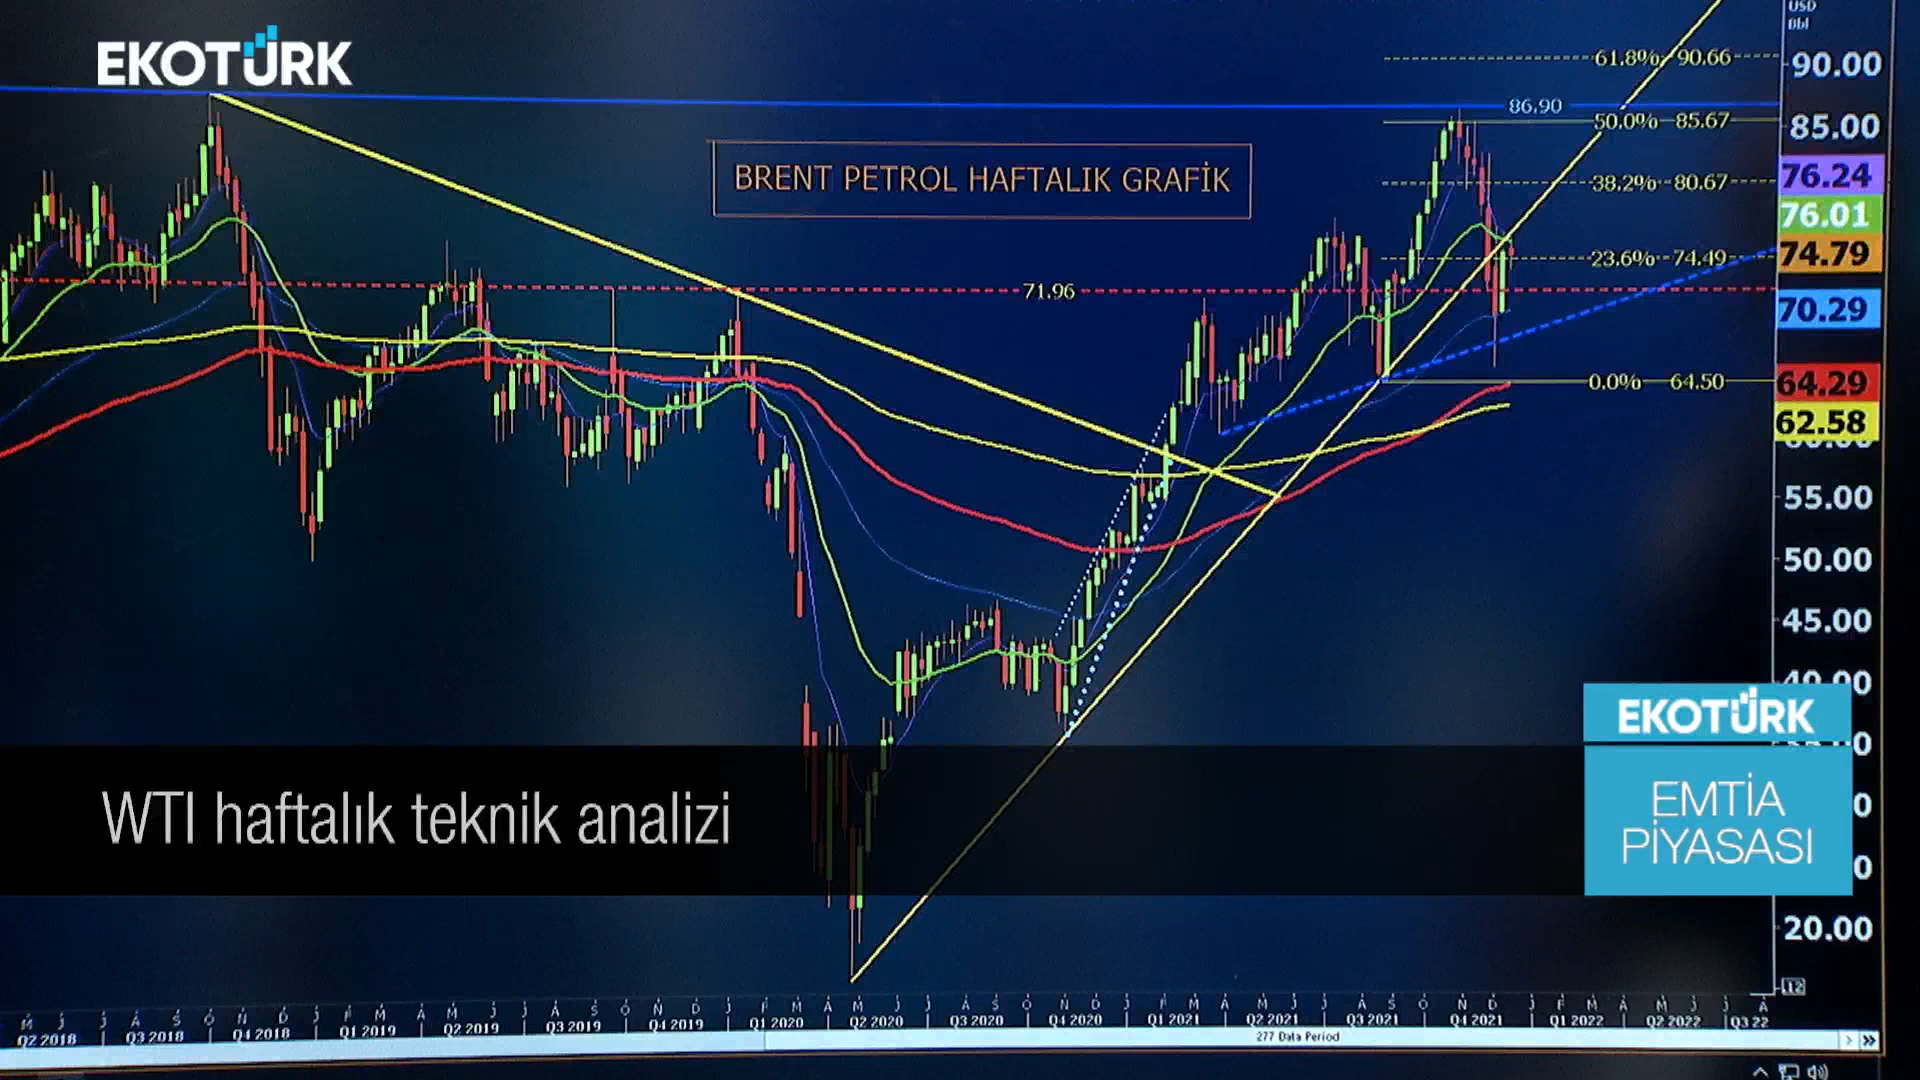 EKOTÜRK
USD
Bbl
61.8% 90.66
90.00
86.90
50.0% 85.67
85.00
BRENT PETROL HAFTALIK GRAFİK
38.2% 80.67
76.24
76.01
23.6% 74.49
74.79
71.96
70.29
0.0% 64.50
64.29
62.58
60.00
55.00
50.00
45.00
40.00
EKOTÜRK
WTI haftalık teknik analizi
EMTİA
PİYASASI
20.00
M J J A S O N D J F M A M J J A S O N D J F M A M J J A S O N D J F M A M J J A S O N D J F M A M J J A
Q2 2018 Q3 2018 Q4 2018 Q1 2019 Q2 2019 Q3 2019 Q4 2019 Q1 2020 Q2 2020 Q3 2020 Q4 2020 Q1 2021 Q2 2021 Q3 2021 Q4 2021 Q1 2022 Q2 2022 Q3 22
277 Data Period